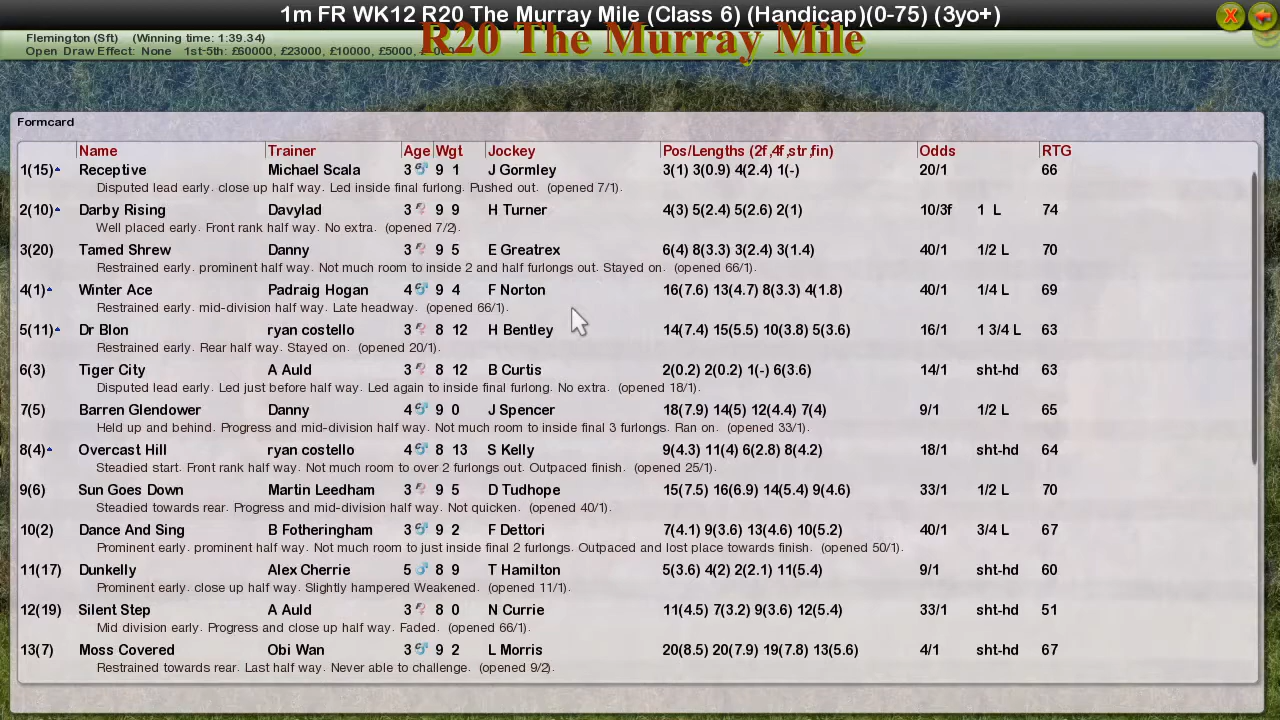 1m FR WK12 R20 The Murray Mile (Class 6) (Handicap)(0-75) (3yo+)
R20 The Murray Mile
Flemington (Sft) (Winning time: 1:39.34)
Open Draw Effect: None 1st-5th: £60000, £23000, £10000, £5000,
Formcard
Name Trainer Age Wgt Jockey Pos/Lengths (2f,4f,str,fin) Odds RTG
1(15) Receptive Michael Scala 3 9 1 J Gormley 3(1) 3(0.9) 4(2.4) 1(-) 20/1 66
Disputed lead early. close up half way. Led inside final furlong. Pushed out. (opened 7/1).
2(10) Darby Rising Davylad 3 9 9 H Turner 4(3) 5(2.4) 5(2.6) 2(1) 10/3f 1 L 74
Well placed early. Front rank half way. No extra. (opened 7/2).
3(20) Tamed Shrew Danny 3 9 5 E Greatrex 6(4) 8(3.3) 3(2.4) 3(1.4) 40/1 1/2 L 70
Restrained early. prominent half way. Not much room to inside 2 and half furlongs out. Stayed on. (opened 66/1).
4(1) Winter Ace Padraig Hogan 4 9 4 F Norton 16(7.6) 13(4.7) 8(3.3) 4(1.8) 40/1 1/4 L 69
Restrained early. mid-division half way. Late headway. (opened 66/1).
5(11) Dr Blon ryan costello 3 8 12 H Bentley 14(7.4) 15(5.5) 10(3.8) 5(3.6) 16/1 1 3/4 L 63
Restrained early. Rear half way. Stayed on. (opened 20/1).
6(3) Tiger City A Auld 3 8 12 B Curtis 2(0.2) 2(0.2) 1(-) 6(3.6) 14/1 sht-hd 63
Disputed lead early. Led just before half way. Led again to inside final furlong. No extra. (opened 18/1).
7(5) Barren Glendower Danny 4 9 0 J Spencer 18(7.9) 14(5) 12(4.4) 7(4) 9/1 1/2 L 65
Held up and behind. Progress and mid-division half way. Not much room to inside final 3 furlongs. Ran on. (opened 33/1).
8(4) Overcast Hill ryan costello 4 8 13 S Kelly 9(4.3) 11(4) 6(2.8) 8(4.2) 18/1 sht-hd 64
Steadied start. Front rank half way. Not much room to over 2 furlongs out. Outpaced finish. (opened 25/1).
9(6) Sun Goes Down Martin Leedham 3 9 5 D Tudhope 15(7.5) 16(6.9) 14(5.4) 9(4.6) 33/1 1/2 L 70
Steadied towards rear. Progress and mid-division half way. Not quicken. (opened 40/1).
10(2) Dance And Sing B Fotheringham 3 9 2 F Dettori 7(4.1) 9(3.6) 13(4.6) 10(5.2) 40/1 3/4 L 67
Prominent early. prominent half way. Not much room to just inside final 2 furlongs. Outpaced and lost place towards finish. (opened 50/1).
11(17) Dunkelly Alex Cherrie 5 8 9 T Hamilton 5(3.6) 4(2) 2(2.1) 11(5.4) 9/1 sht-hd 60
Prominent early. close up half way. Slightly hampered Weakened. (opened 11/1).
12(19) Silent Step A Auld 3 8 0 N Currie 11(4.5) 7(3.2) 9(3.6) 12(5.4) 33/1 sht-hd 51
Mid division early. Progress and close up half way. Faded. (opened 66/1).
13(7) Moss Covered Obi Wan 3 9 2 L Morris 20(8.5) 20(7.9) 19(7.8) 13(5.6) 4/1 sht-hd 67
Restrained towards rear. Last half way. Never able to challenge. (opened 9/2).